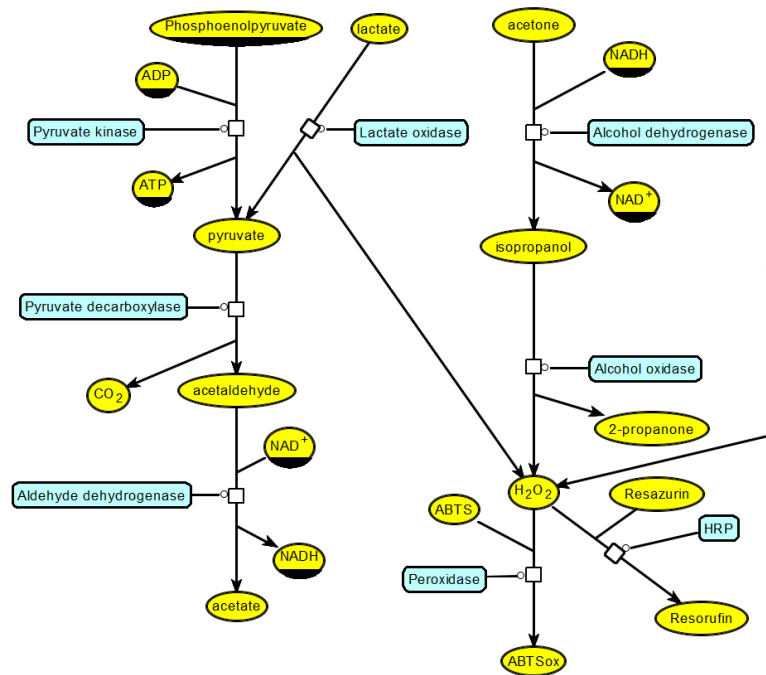 Phosphoenolpyruvate
lactate
acetone
ADP
NADH
Pyruvate kinase
Lactate oxidase
Alcohol dehydrogenase
ATP
NAD⁺
pyruvate
isopropanol
Pyruvate decarboxylase
Alcohol oxidase
CO₂
acetaldehyde
2-propanone
NAD⁺
Aldehyde dehydrogenase
H₂O₂
Resazurin
ABTS
HRP
NADH
Peroxidase
acetate
Resorufin
ABTSox